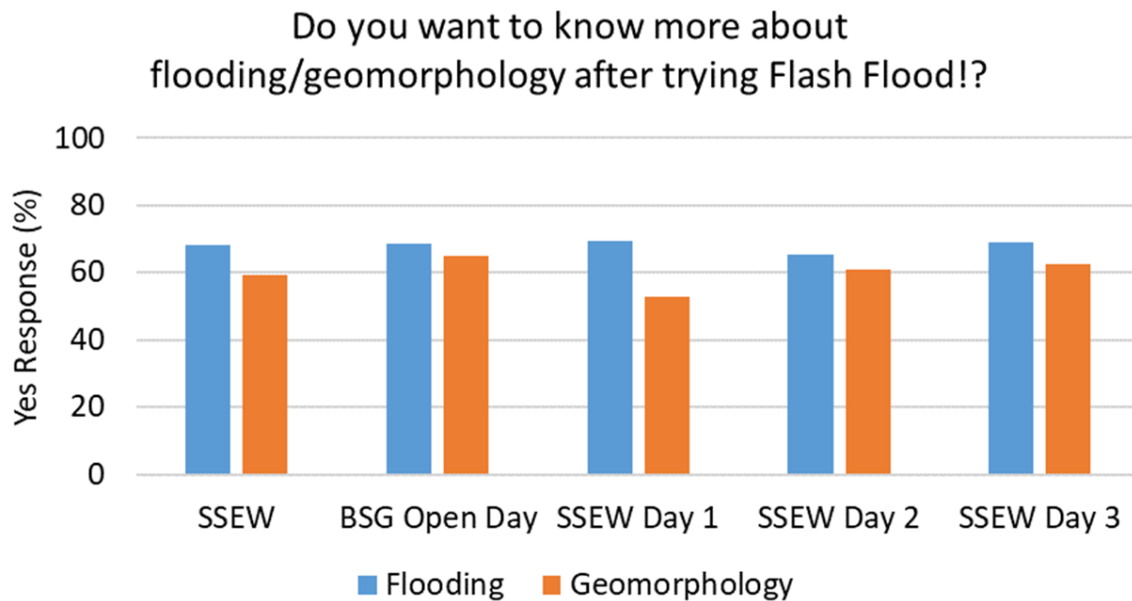 Do you want to know more about
flooding/geomorphology after trying Flash Flood!?
Yes Response (%)
100
80
60
40
20
0
SSEW
BSG Open Day
SSEW Day 1
SSEW Day 2
SSEW Day 3
Flooding
Geomorphology